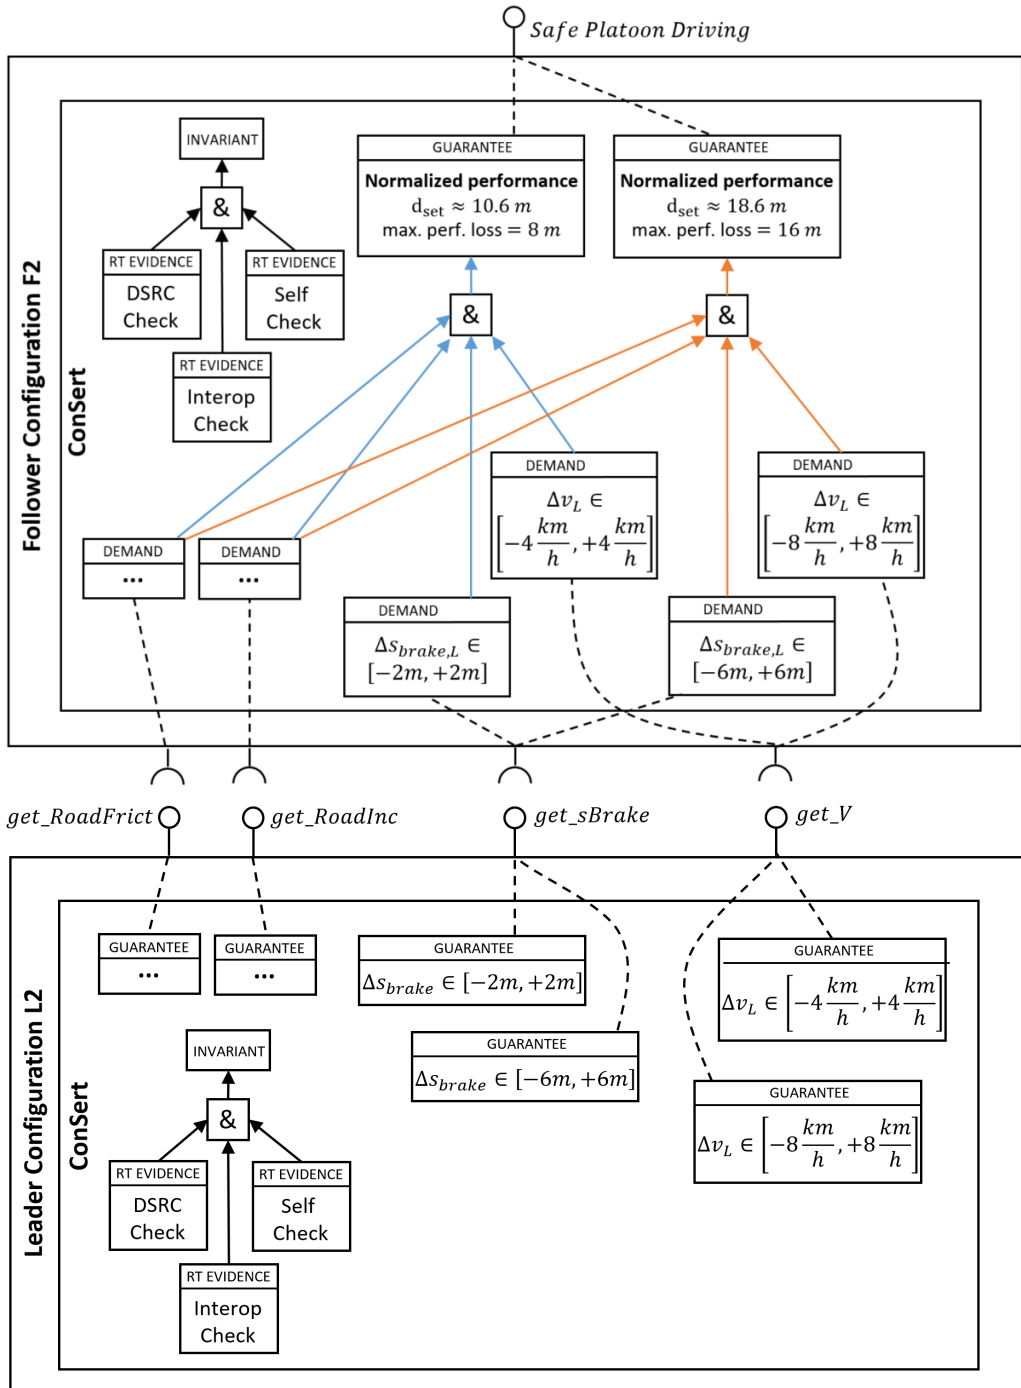 Safe Platoon Driving
Follower Configuration F2
ConSert
INVARIANT
&
RT EVIDENCE
DSRC
Check
RT EVIDENCE
Self
Check
RT EVIDENCE
Interop
Check
GUARANTEE
Normalized performance
d_set ≈ 10.6 m
max. perf. loss = 8 m
GUARANTEE
Normalized performance
d_set ≈ 18.6 m
max. perf. loss = 16 m
&
&
DEMAND
...
DEMAND
...
DEMAND
Δs_brake,L ∈
[−2m, +2m]
DEMAND
Δv_L ∈
[−4 km/h, +4 km/h]
DEMAND
Δs_brake,L ∈
[−6m, +6m]
DEMAND
Δv_L ∈
[−8 km/h, +8 km/h]
get_RoadFrict
get_RoadInc
get_sBrake
get_V
Leader Configuration L2
ConSert
GUARANTEE
...
GUARANTEE
...
GUARANTEE
Δs_brake ∈ [−2m, +2m]
GUARANTEE
Δs_brake ∈ [−6m, +6m]
GUARANTEE
Δv_L ∈ [−4 km/h, +4 km/h]
GUARANTEE
Δv_L ∈ [−8 km/h, +8 km/h]
INVARIANT
&
RT EVIDENCE
DSRC
Check
RT EVIDENCE
Self
Check
RT EVIDENCE
Interop
Check